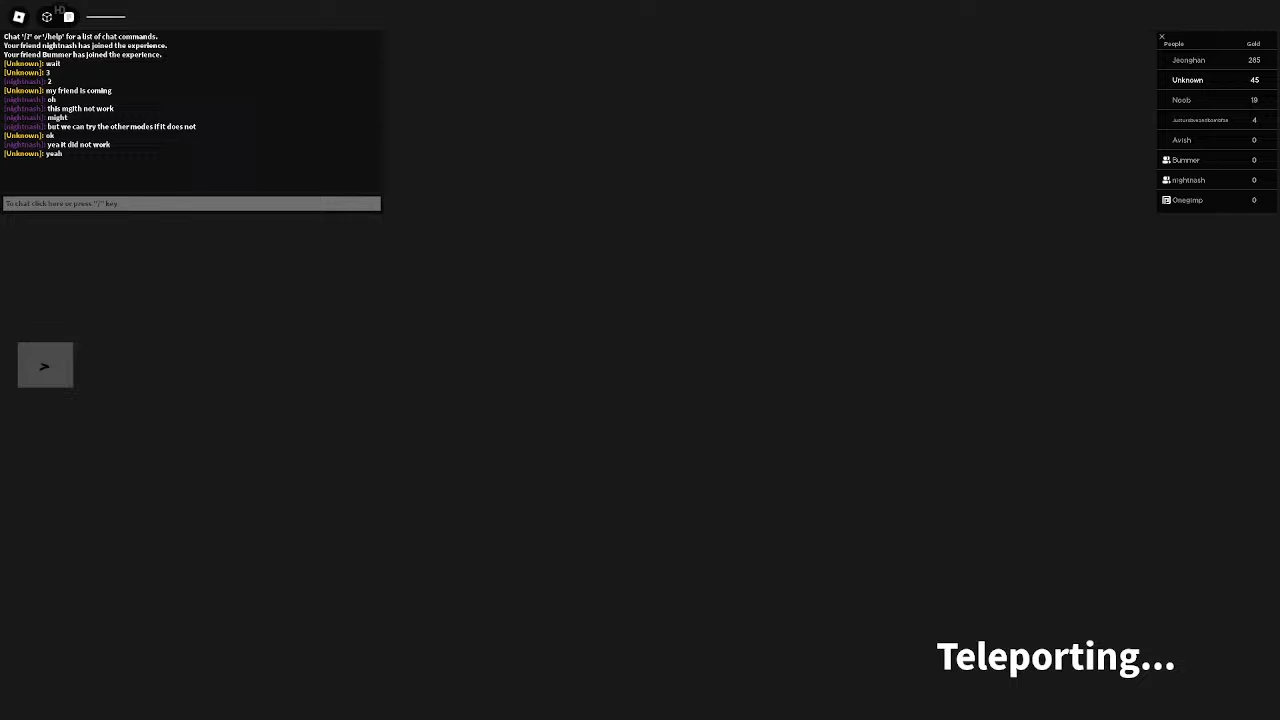 HD
Chat '/?' or '/help' for a list of chat commands.
Your friend nightnash has joined the experience.
Your friend Bummer has joined the experience.
[Unknown]: wait
[Unknown]: 3
[nightnash]: 2
[Unknown]: my friend is coming
[nightnash]: oh
[nightnash]: this mgith not work
[nightnash]: might
[nightnash]: but we can try the other modes if it does not
[Unknown]: ok
[nightnash]: yea it did not work
[Unknown]: yeah
To chat click here or press "/" key
>
People Gold
Jeonghan 285
Unknown 45
Noob 19
4
Avish 0
Bummer 0
nightnash 0
Onegimp 0
Teleporting...